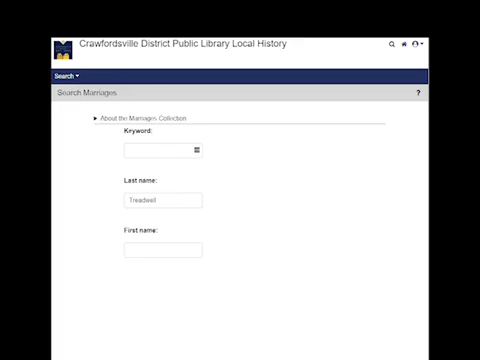 Crawfordsville District Public Library Local History
Search
Search Marriages
?
About the Marriages Collection
Keyword:
Last name:
Treadwell
First name: